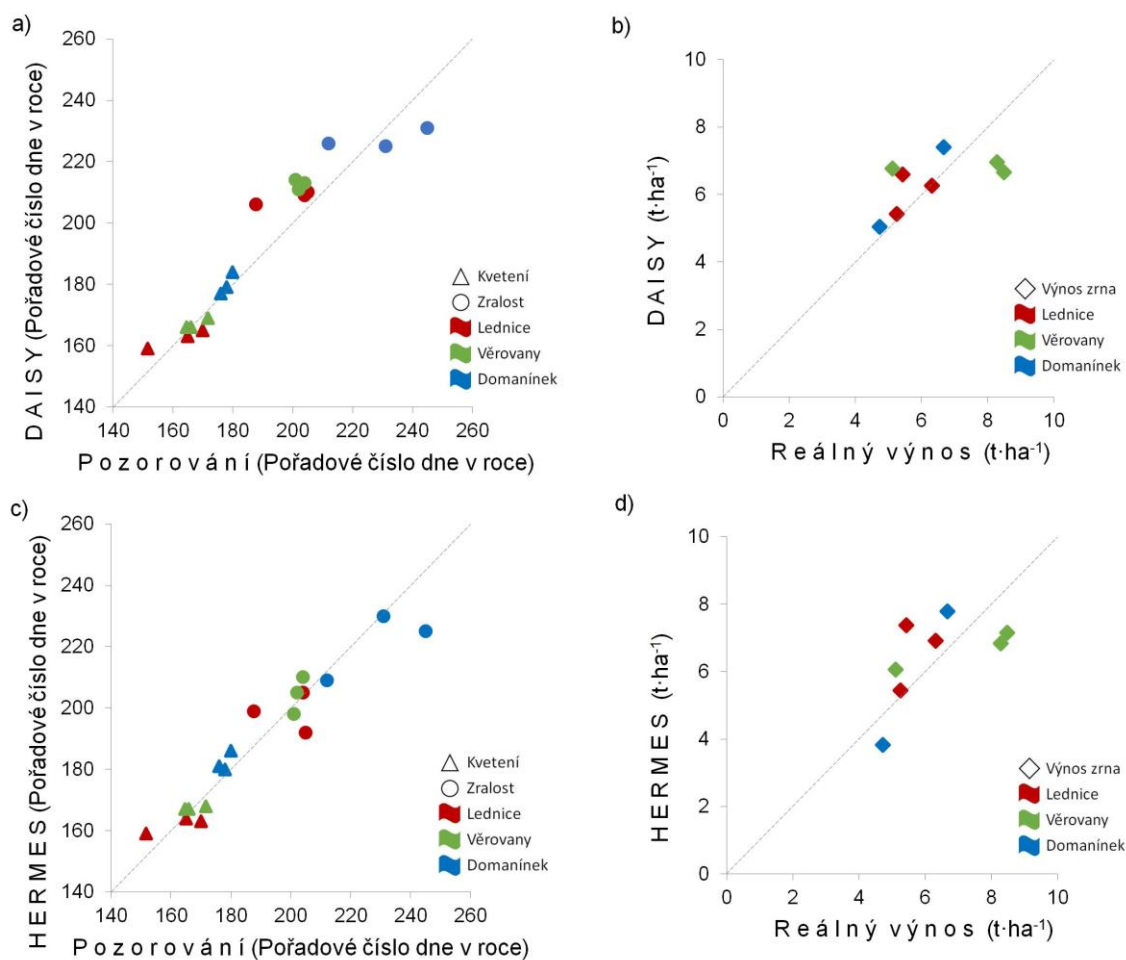 a)
D A I S Y (Pořadové číslo dne v roce)
260
240
220
200
180
160
140
140 160 180 200 220 240 260
P o z o r o v á n í (Pořadové číslo dne v roce)
Kvetení
Zralost
Lednice
Věrovany
Domanínek
b)
D A I S Y (t·ha⁻¹)
10
8
6
4
2
0
0 2 4 6 8 10
R e á l n ý v ý n o s (t·ha⁻¹)
Výnos zrna
Lednice
Věrovany
Domanínek
c)
H E R M E S (Pořadové číslo dne v roce)
260
240
220
200
180
160
140
140 160 180 200 220 240 260
P o z o r o v á n í (Pořadové číslo dne v roce)
Kvetení
Zralost
Lednice
Věrovany
Domanínek
d)
H E R M E S (t·ha⁻¹)
10
8
6
4
2
0
0 2 4 6 8 10
R e á l n ý v ý n o s (t·ha⁻¹)
Výnos zrna
Lednice
Věrovany
Domanínek